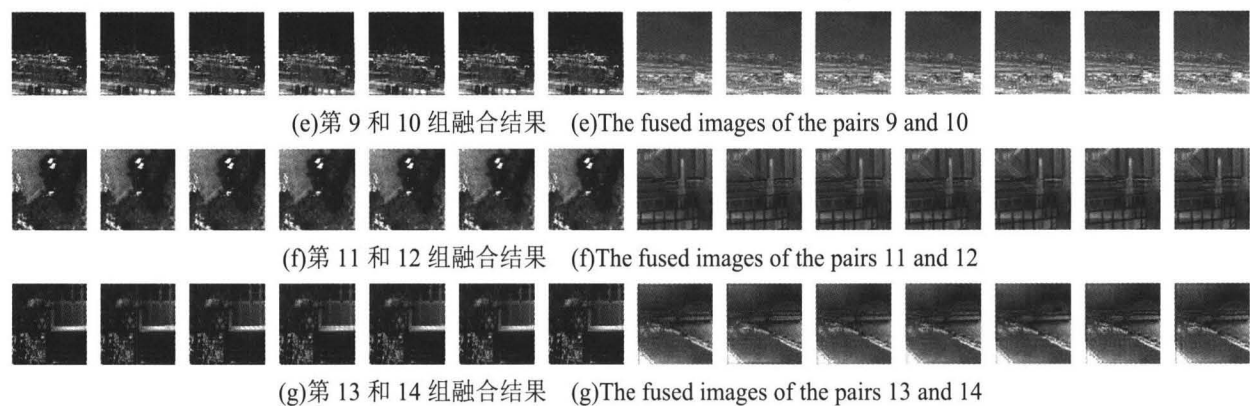 (e)第 9 和 10 组融合结果 (e)The fused images of the pairs 9 and 10
(f)第 11 和 12 组融合结果 (f)The fused images of the pairs 11 and 12
(g)第 13 和 14 组融合结果 (g)The fused images of the pairs 13 and 14